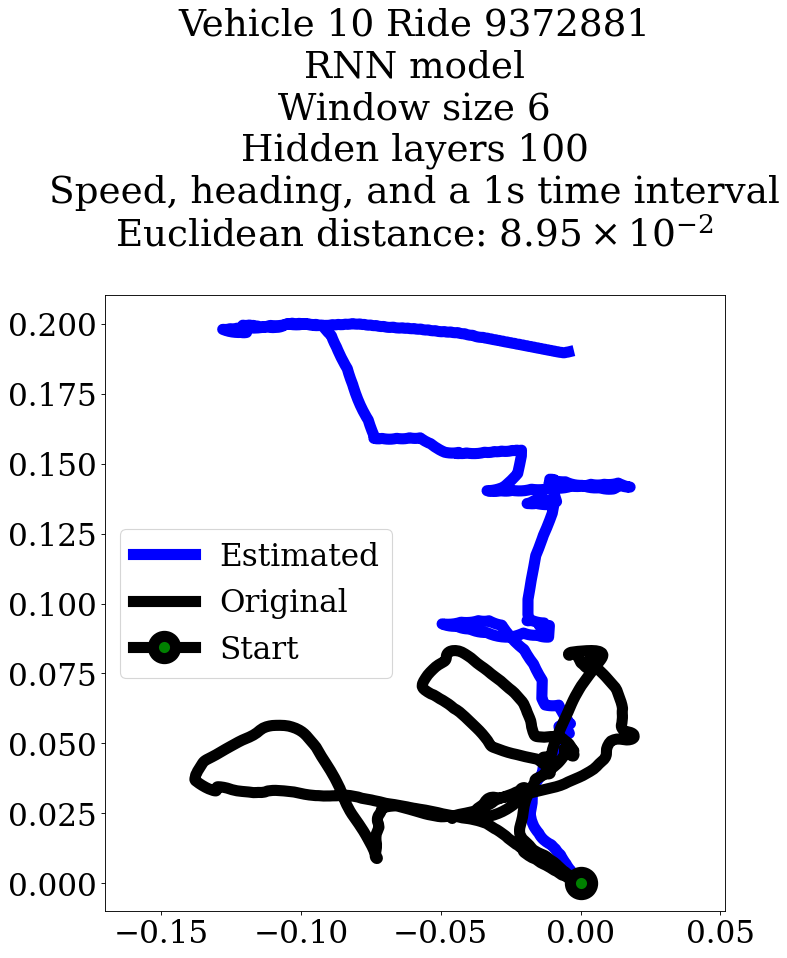 Vehicle 10 Ride 9372881
RNN model
Window size 6
Hidden layers 100
Speed, heading, and a 1s time interval
Euclidean distance: 8.95 × 10⁻²
0.200
0.175
0.150
0.125
0.100
0.075
0.050
0.025
0.000
Estimated
Original
Start
−0.15 −0.10 −0.05 0.00 0.05